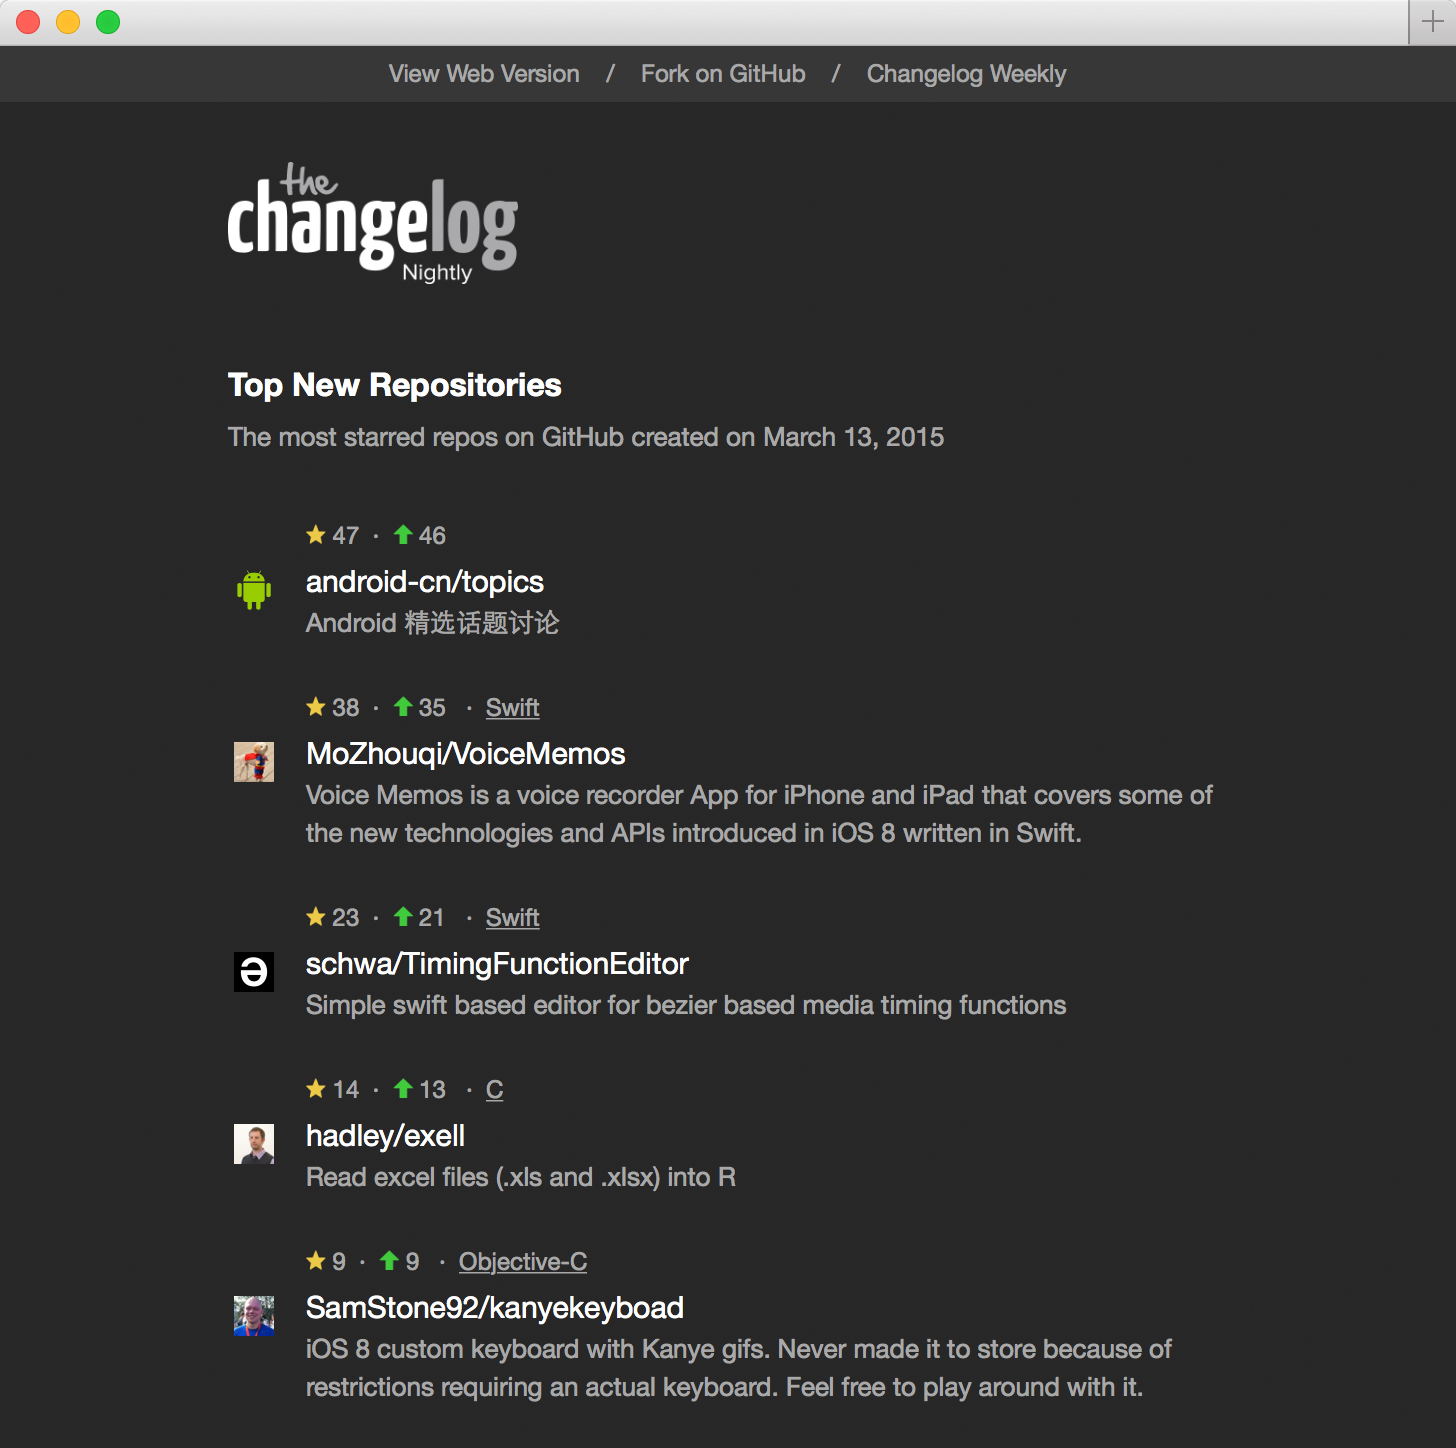 View Web Version / Fork on GitHub / Changelog Weekly
the
changelog
Nightly
Top New Repositories
The most starred repos on GitHub created on March 13, 2015
47 · 46
android-cn/topics
Android 精选话题讨论
38 · 35 · Swift
MoZhouqi/VoiceMemos
Voice Memos is a voice recorder App for iPhone and iPad that covers some of
the new technologies and APIs introduced in iOS 8 written in Swift.
23 · 21 · Swift
schwa/TimingFunctionEditor
Simple swift based editor for bezier based media timing functions
14 · 13 · C
hadley/exell
Read excel files (.xls and .xlsx) into R
9 · 9 · Objective-C
SamStone92/kanyekeyboad
iOS 8 custom keyboard with Kanye gifs. Never made it to store because of
restrictions requiring an actual keyboard. Feel free to play around with it.